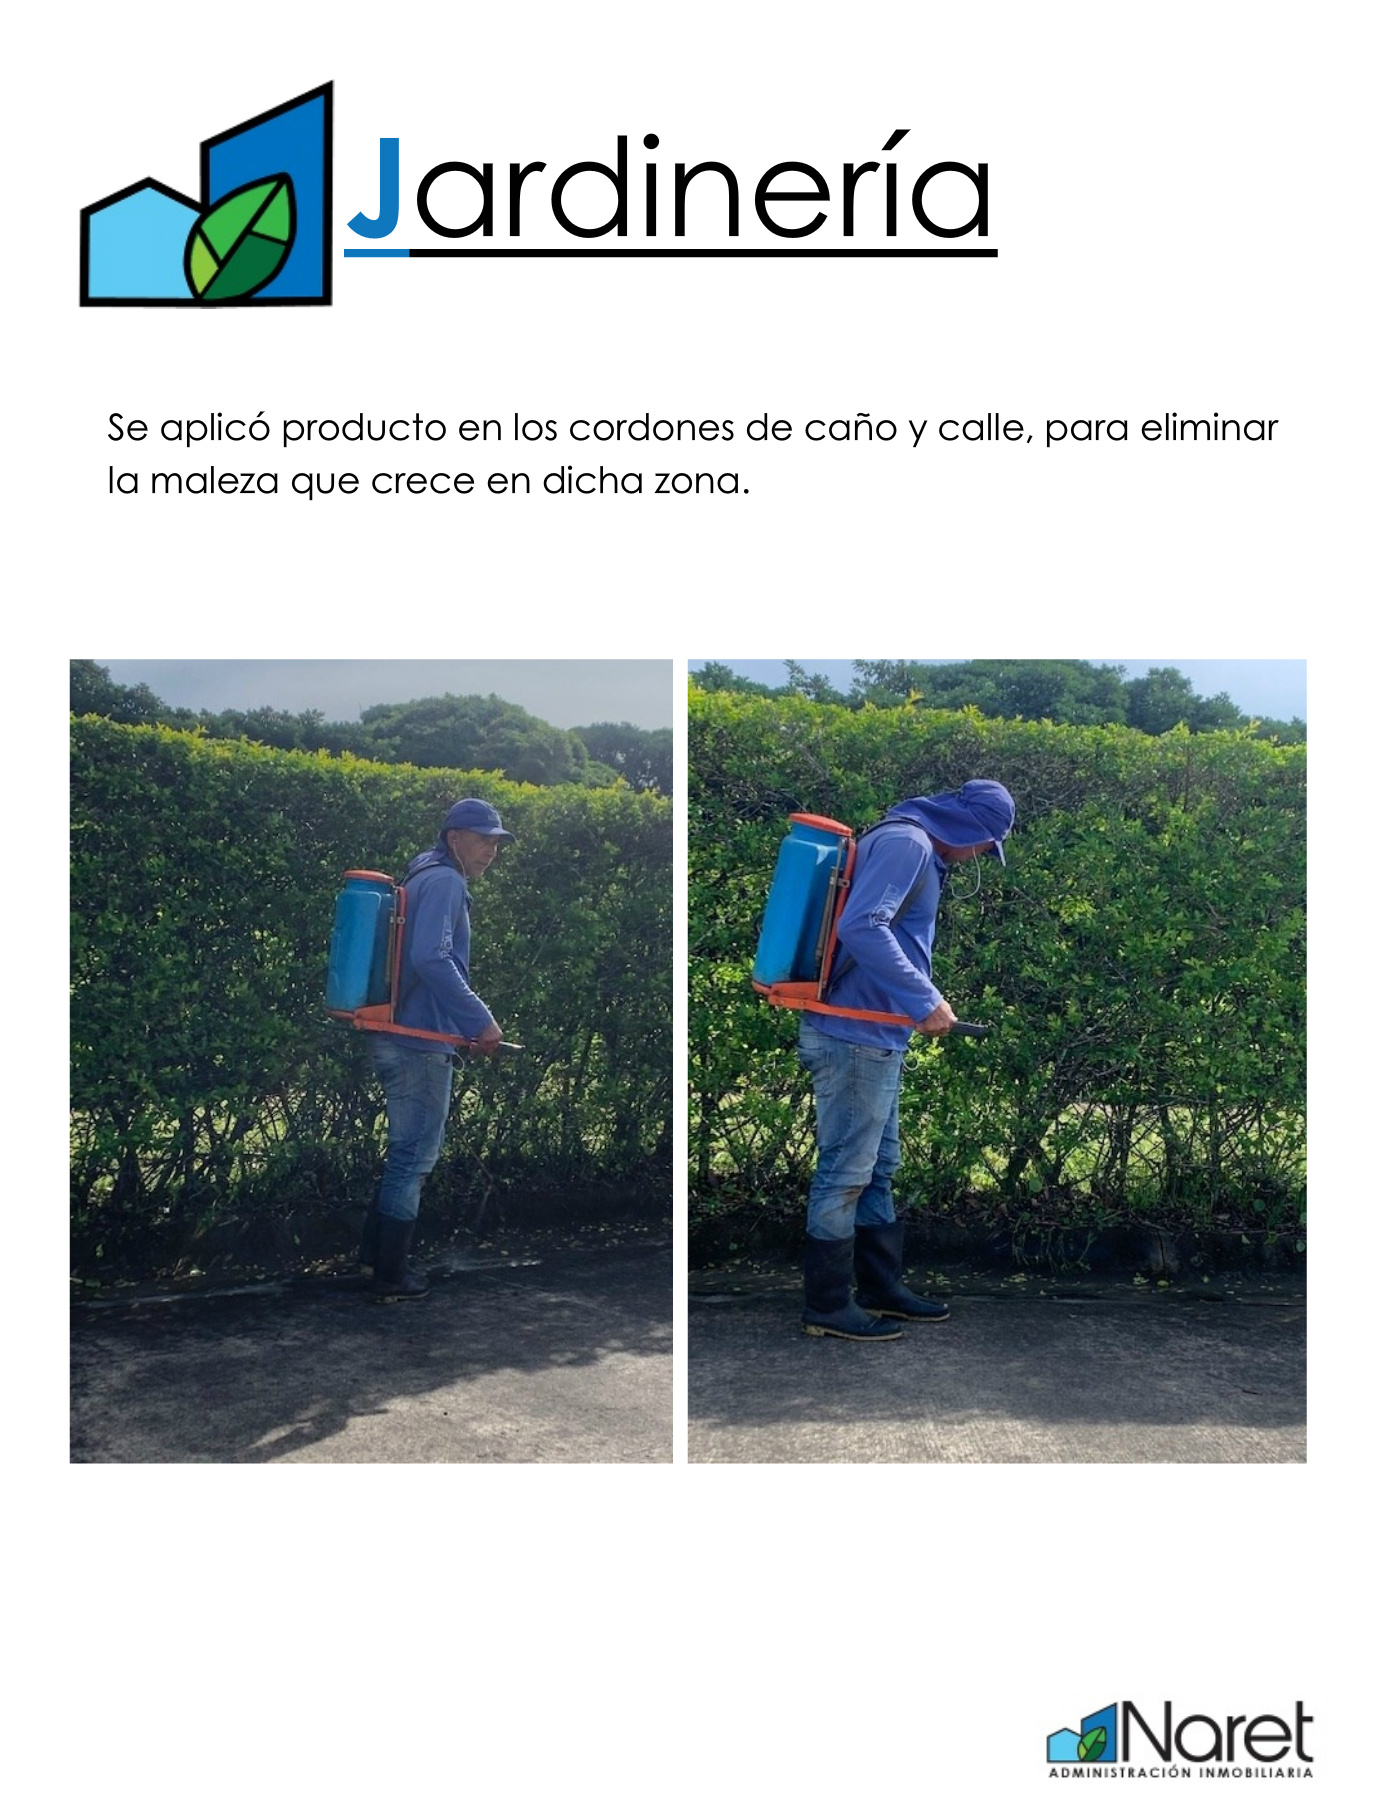 Jardinería
Se aplicó producto en los cordones de caño y calle, para eliminar
la maleza que crece en dicha zona.
Naret
ADMINISTRACIÓN INMOBILIARIA